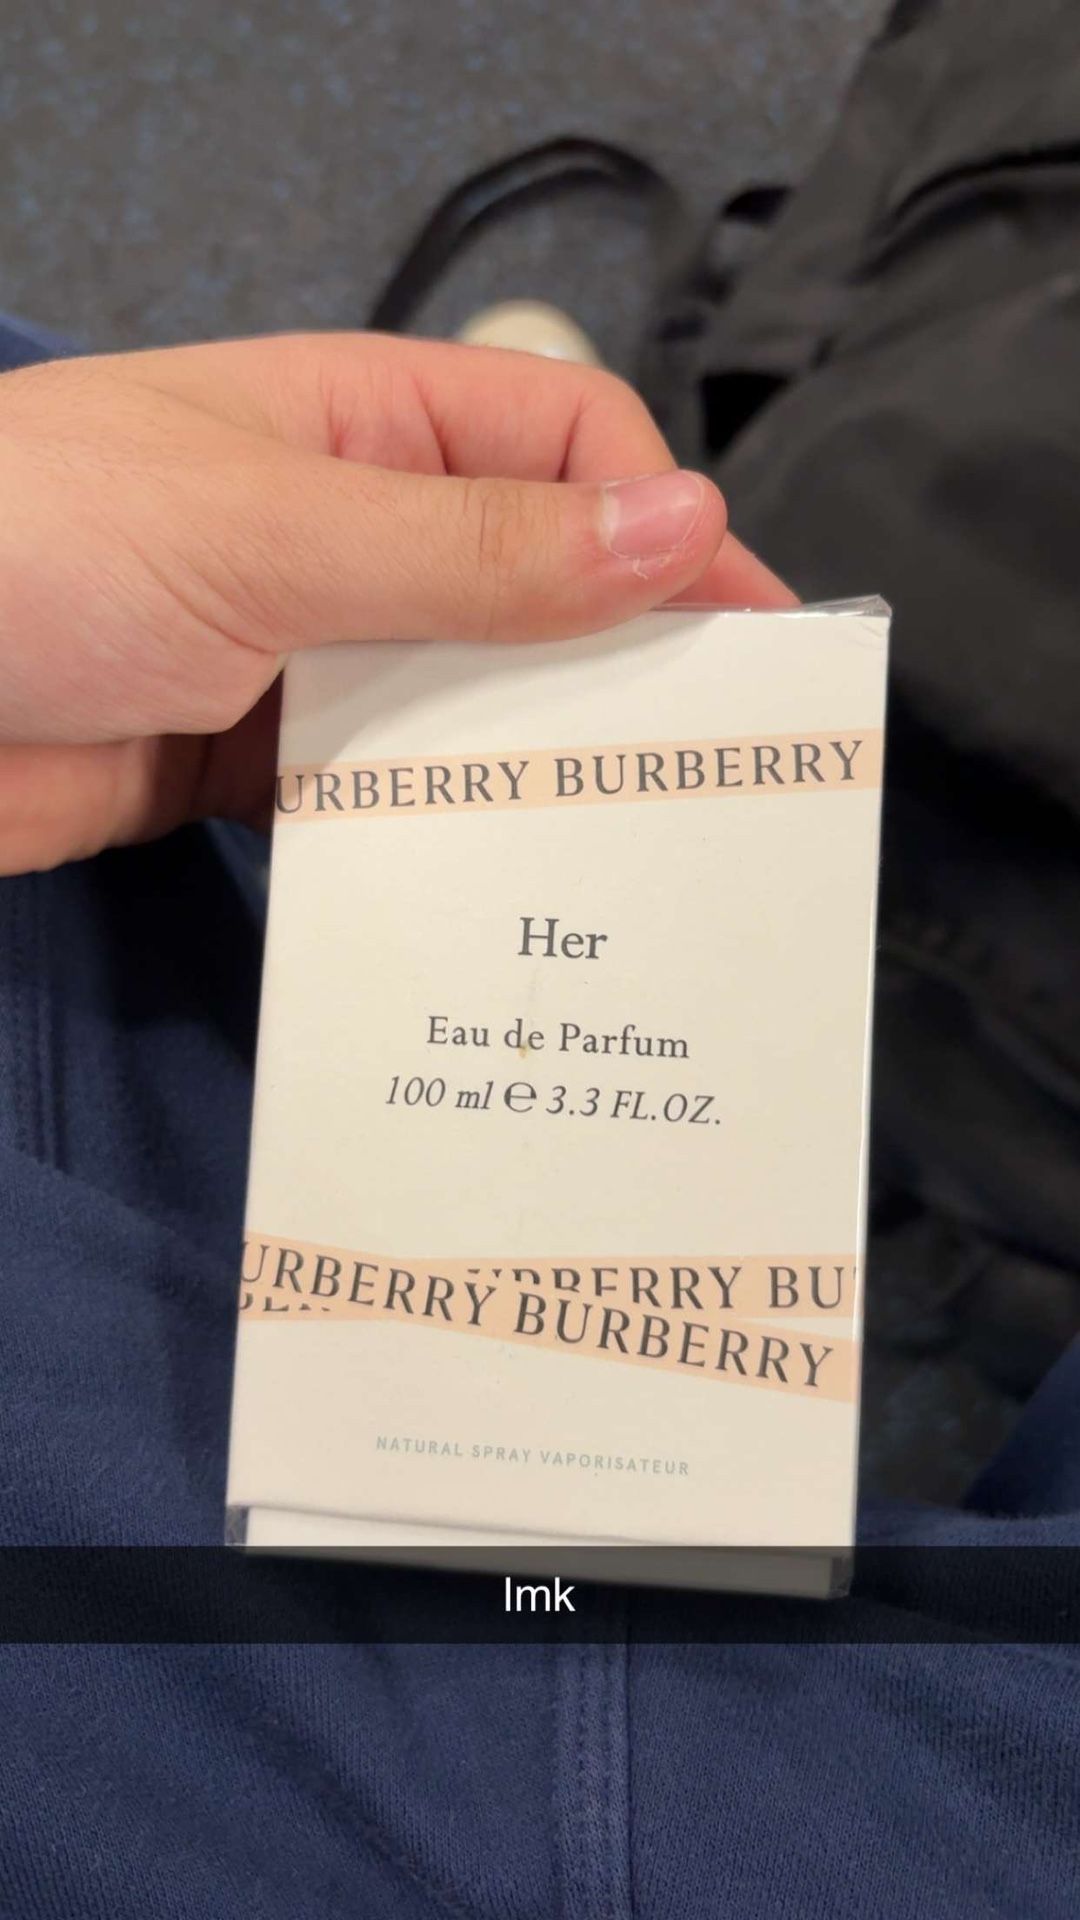 URBERRY BURBERRY
Her
Eau de Parfum
100 ml ℮ 3.3 FL.OZ.
URBERRY BU
URBERRY BURBERRY
NATURAL SPRAY VAPORISATEUR
lmk